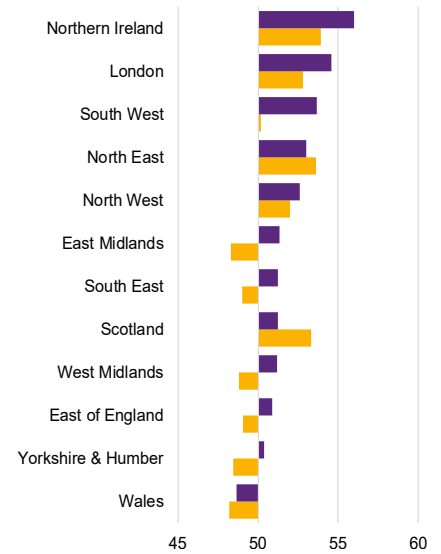 Northern Ireland
London
South West
North East
North West
East Midlands
South East
Scotland
West Midlands
East of England
Yorkshire & Humber
Wales
45 50 55 60